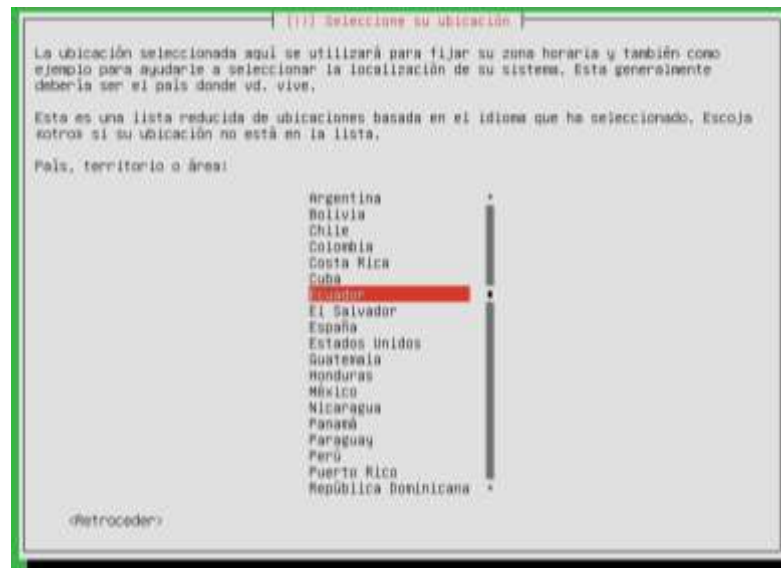 [!!] Seleccione su ubicación
La ubicación seleccionada aquí se utilizará para fijar su zona horaria y también como
ejemplo para ayudarle a seleccionar la localización de su sistema. Esta generalmente
debería ser el país donde vd. vive.
Esta es una lista reducida de ubicaciones basada en el idioma que ha seleccionado. Escoja
«otro» si su ubicación no está en la lista.
País, territorio o área:
Argentina
Bolivia
Chile
Colombia
Costa Rica
Cuba
Ecuador
El Salvador
España
Estados Unidos
Guatemala
Honduras
México
Nicaragua
Panamá
Paraguay
Perú
Puerto Rico
República Dominicana
<Retroceder>